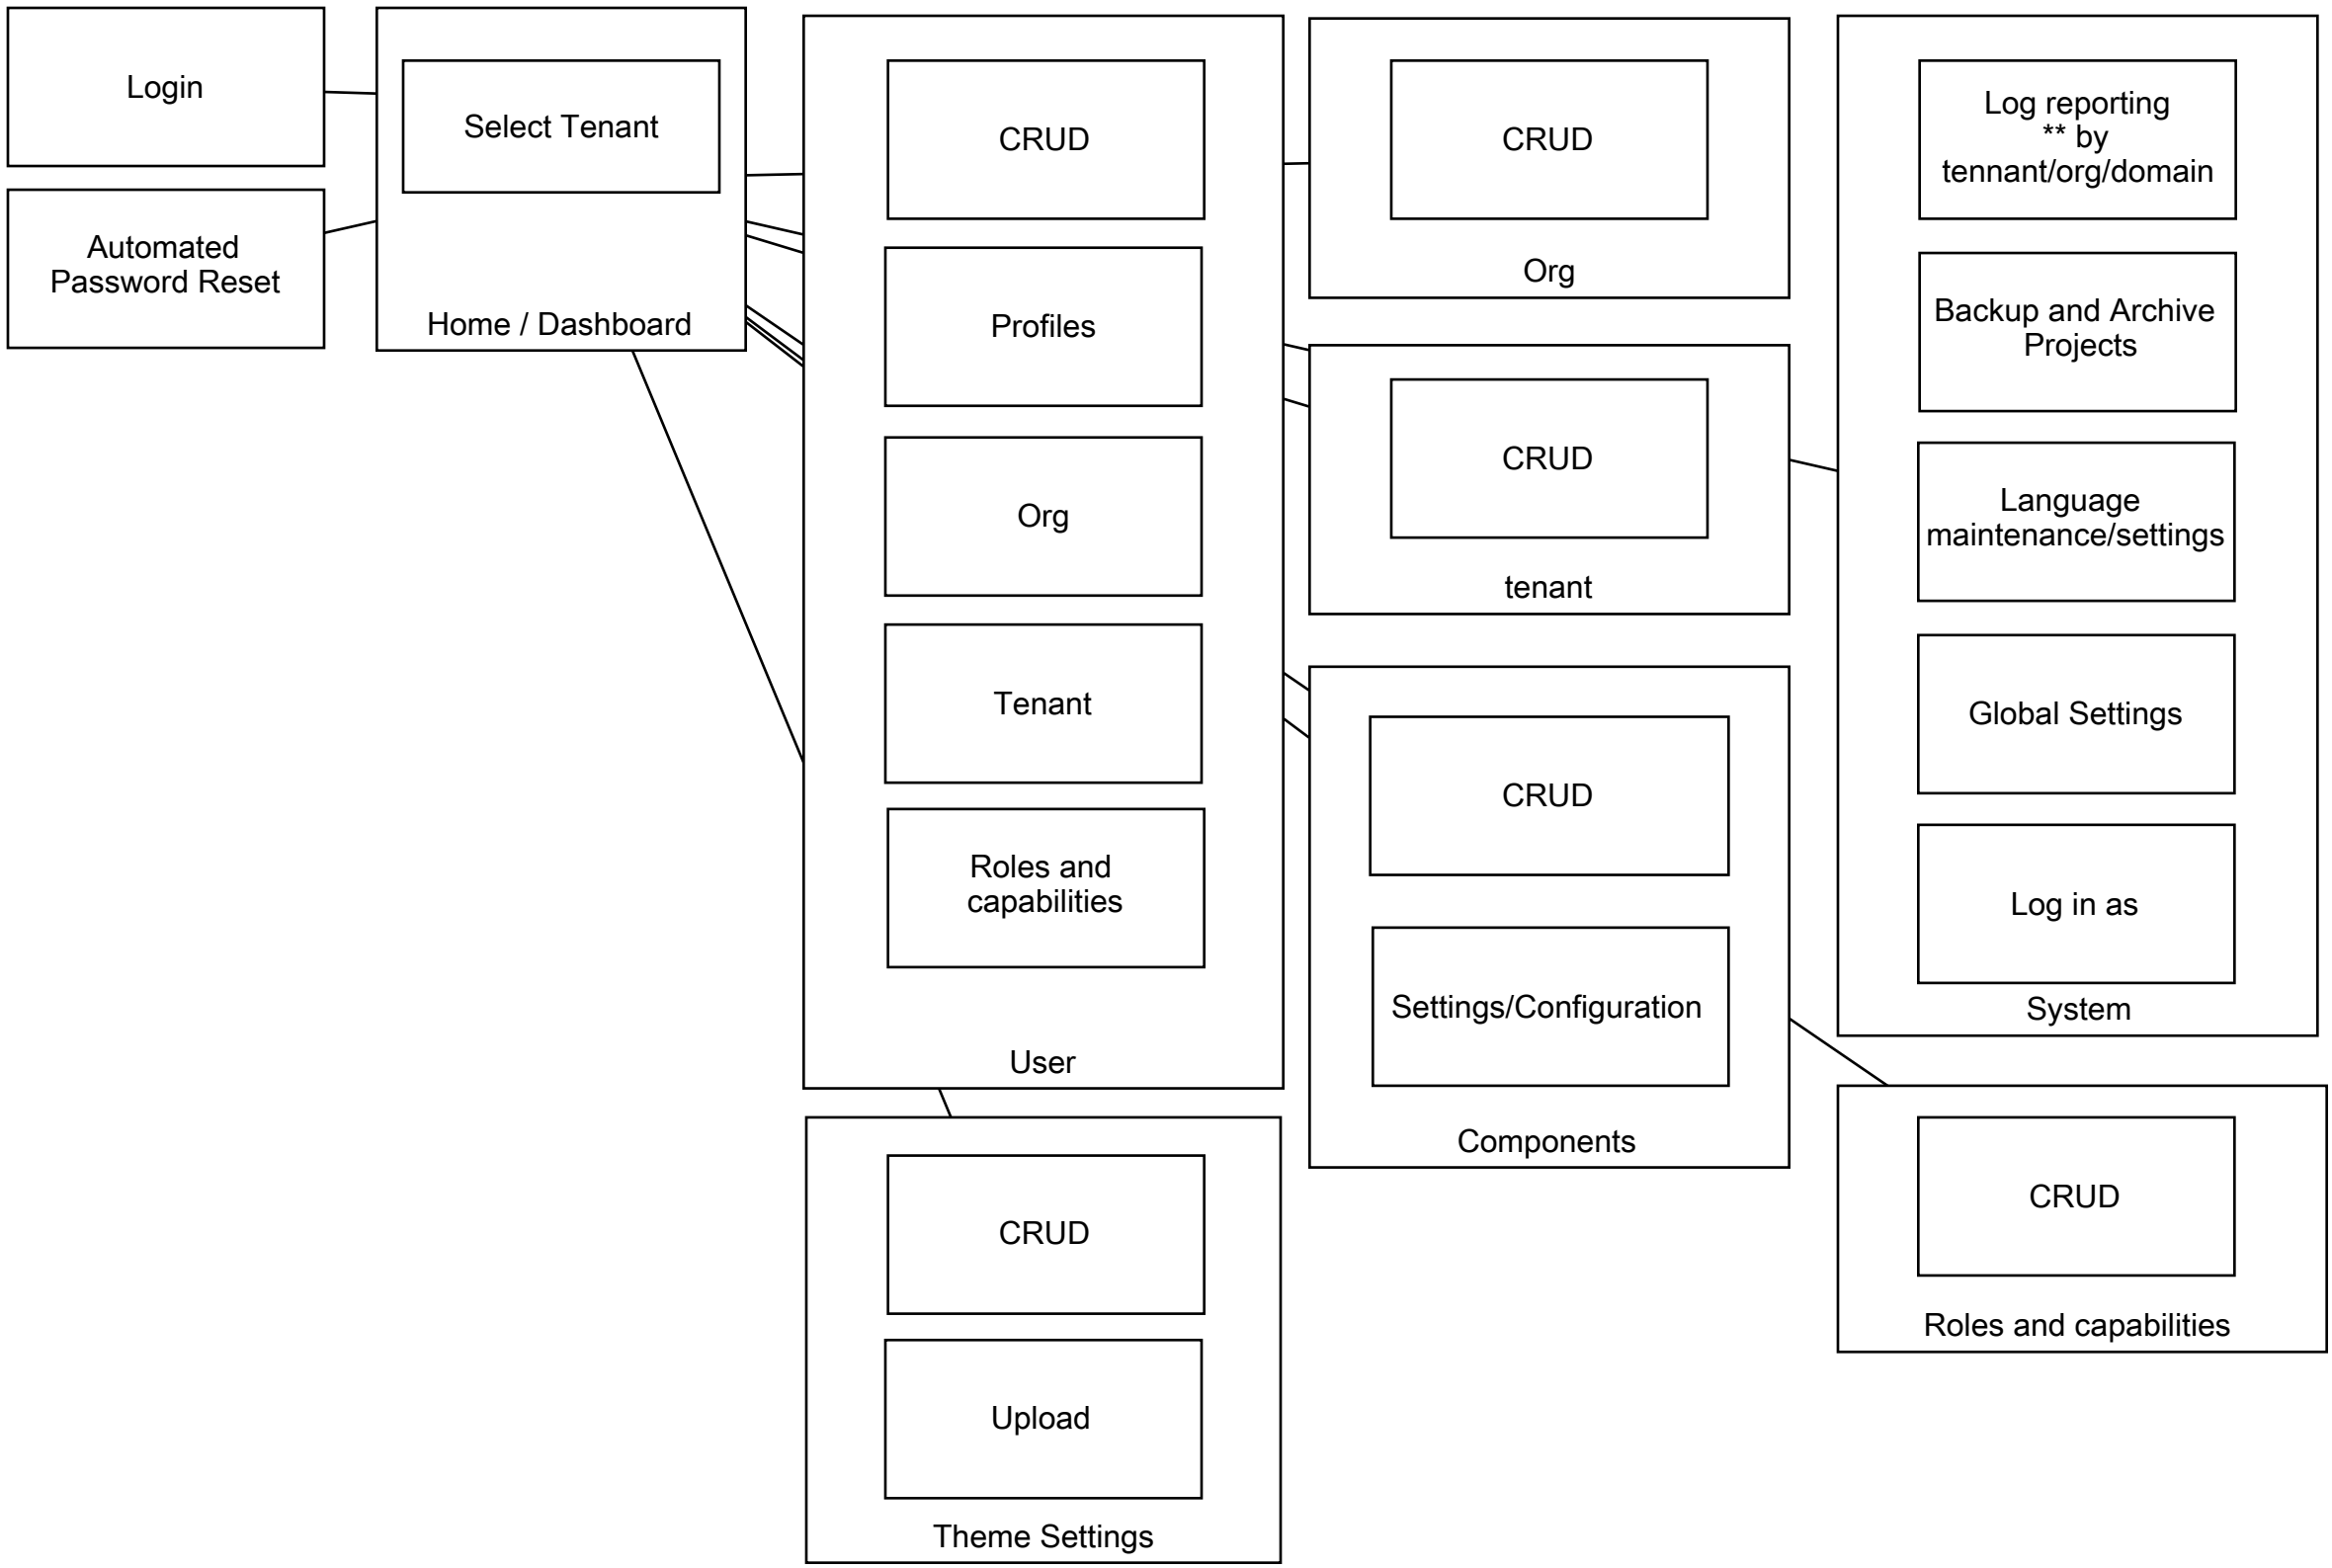 Login
Automated
Password Reset
Select Tenant
Home / Dashboard
CRUD
Profiles
Org
Tenant
Roles and
capabilities
User
CRUD
Upload
Theme Settings
CRUD
Org
CRUD
tenant
CRUD
Settings/Configuration
Components
Log reporting
** by
tennant/org/domain
Backup and Archive
Projects
Language
maintenance/settings
Global Settings
Log in as
System
CRUD
Roles and capabilities